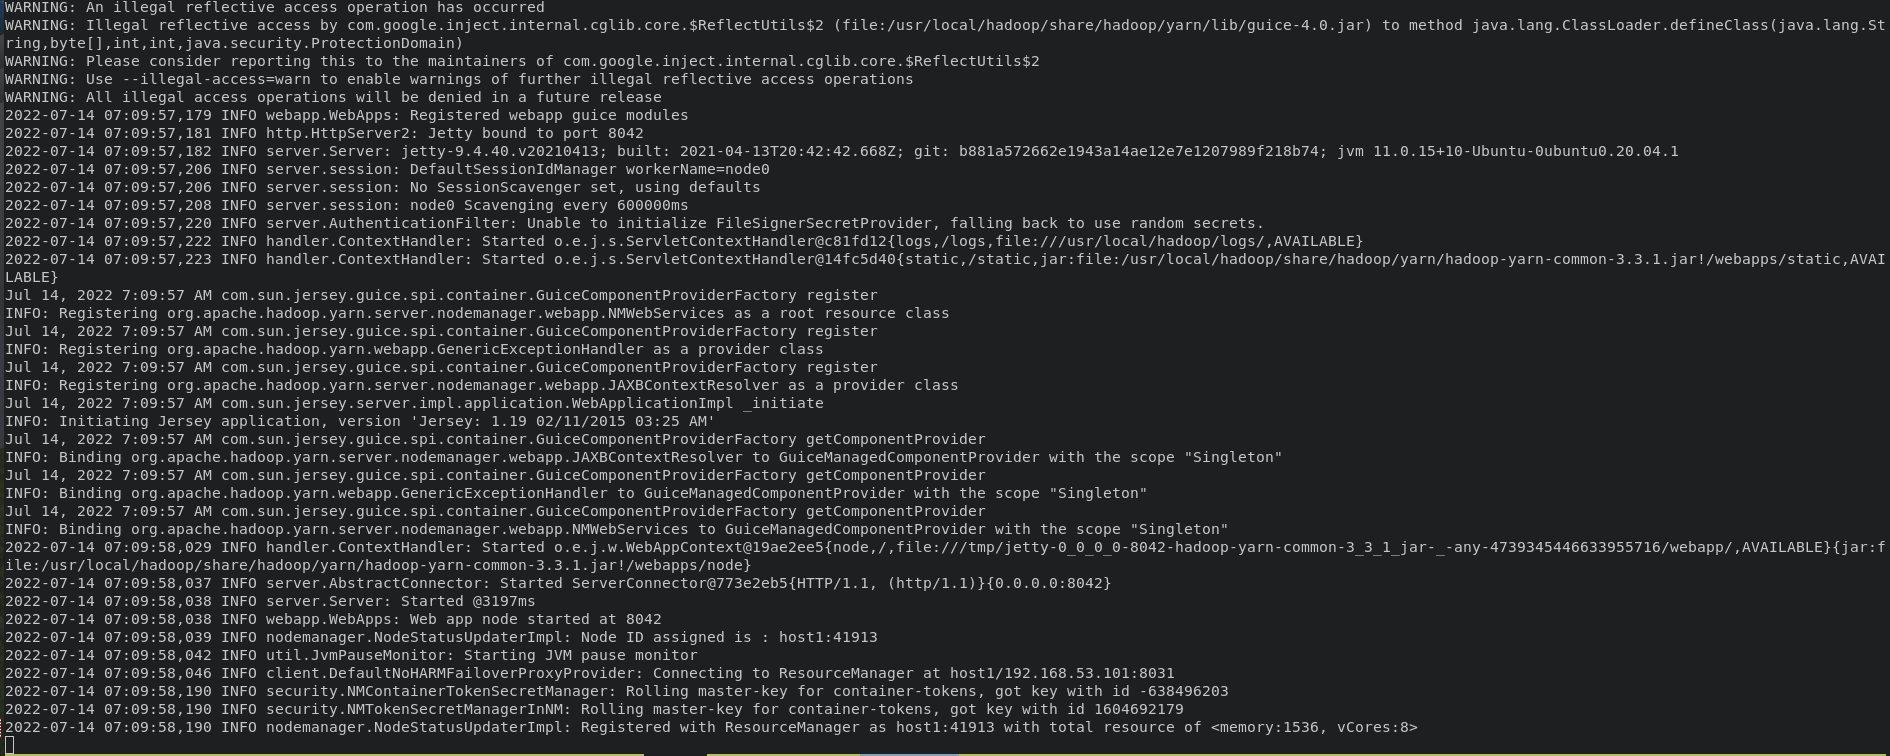 WARNING: An illegal reflective access operation has occurred
WARNING: Illegal reflective access by com.google.inject.internal.cglib.core.$ReflectUtils$2 (file:/usr/local/hadoop/share/hadoop/yarn/lib/guice-4.0.jar) to method java.lang.ClassLoader.defineClass(java.lang.St
ring,byte[],int,int,java.security.ProtectionDomain)
WARNING: Please consider reporting this to the maintainers of com.google.inject.internal.cglib.core.$ReflectUtils$2
WARNING: Use --illegal-access=warn to enable warnings of further illegal reflective access operations
WARNING: All illegal access operations will be denied in a future release
2022-07-14 07:09:57,179 INFO webapp.WebApps: Registered webapp guice modules
2022-07-14 07:09:57,181 INFO http.HttpServer2: Jetty bound to port 8042
2022-07-14 07:09:57,182 INFO server.Server: jetty-9.4.40.v20210413; built: 2021-04-13T20:42:42.668Z; git: b881a572662e1943a14ae12e7e1207989f218b74; jvm 11.0.15+10-Ubuntu-0ubuntu0.20.04.1
2022-07-14 07:09:57,206 INFO server.session: DefaultSessionIdManager workerName=node0
2022-07-14 07:09:57,206 INFO server.session: No SessionScavenger set, using defaults
2022-07-14 07:09:57,208 INFO server.session: node0 Scavenging every 600000ms
2022-07-14 07:09:57,220 INFO server.AuthenticationFilter: Unable to initialize FileSignerSecretProvider, falling back to use random secrets.
2022-07-14 07:09:57,222 INFO handler.ContextHandler: Started o.e.j.s.ServletContextHandler@c81fd12{logs,/logs,file:///usr/local/hadoop/logs/,AVAILABLE}
2022-07-14 07:09:57,223 INFO handler.ContextHandler: Started o.e.j.s.ServletContextHandler@14fc5d40{static,/static,jar:file:/usr/local/hadoop/share/hadoop/yarn/hadoop-yarn-common-3.3.1.jar!/webapps/static,AVAI
LABLE}
Jul 14, 2022 7:09:57 AM com.sun.jersey.guice.spi.container.GuiceComponentProviderFactory register
INFO: Registering org.apache.hadoop.yarn.server.nodemanager.webapp.NMWebServices as a root resource class
Jul 14, 2022 7:09:57 AM com.sun.jersey.guice.spi.container.GuiceComponentProviderFactory register
INFO: Registering org.apache.hadoop.yarn.webapp.GenericExceptionHandler as a provider class
Jul 14, 2022 7:09:57 AM com.sun.jersey.guice.spi.container.GuiceComponentProviderFactory register
INFO: Registering org.apache.hadoop.yarn.server.nodemanager.webapp.JAXBContextResolver as a provider class
Jul 14, 2022 7:09:57 AM com.sun.jersey.server.impl.application.WebApplicationImpl _initiate
INFO: Initiating Jersey application, version 'Jersey: 1.19 02/11/2015 03:25 AM'
Jul 14, 2022 7:09:57 AM com.sun.jersey.guice.spi.container.GuiceComponentProviderFactory getComponentProvider
INFO: Binding org.apache.hadoop.yarn.server.nodemanager.webapp.JAXBContextResolver to GuiceManagedComponentProvider with the scope "Singleton"
Jul 14, 2022 7:09:57 AM com.sun.jersey.guice.spi.container.GuiceComponentProviderFactory getComponentProvider
INFO: Binding org.apache.hadoop.yarn.webapp.GenericExceptionHandler to GuiceManagedComponentProvider with the scope "Singleton"
Jul 14, 2022 7:09:57 AM com.sun.jersey.guice.spi.container.GuiceComponentProviderFactory getComponentProvider
INFO: Binding org.apache.hadoop.yarn.server.nodemanager.webapp.NMWebServices to GuiceManagedComponentProvider with the scope "Singleton"
2022-07-14 07:09:58,029 INFO handler.ContextHandler: Started o.e.j.w.WebAppContext@19ae2ee5{node,/,file:///tmp/jetty-0_0_0_0-8042-hadoop-yarn-common-3_3_1_jar-_-any-4739345446633955716/webapp/,AVAILABLE}{jar:f
ile:/usr/local/hadoop/share/hadoop/yarn/hadoop-yarn-common-3.3.1.jar!/webapps/node}
2022-07-14 07:09:58,037 INFO server.AbstractConnector: Started ServerConnector@773e2eb5{HTTP/1.1, (http/1.1)}{0.0.0.0:8042}
2022-07-14 07:09:58,038 INFO server.Server: Started @3197ms
2022-07-14 07:09:58,038 INFO webapp.WebApps: Web app node started at 8042
2022-07-14 07:09:58,039 INFO nodemanager.NodeStatusUpdaterImpl: Node ID assigned is : host1:41913
2022-07-14 07:09:58,042 INFO util.JvmPauseMonitor: Starting JVM pause monitor
2022-07-14 07:09:58,046 INFO client.DefaultNoHARMFailoverProxyProvider: Connecting to ResourceManager at host1/192.168.53.101:8031
2022-07-14 07:09:58,190 INFO security.NMContainerTokenSecretManager: Rolling master-key for container-tokens, got key with id -638496203
2022-07-14 07:09:58,190 INFO security.NMTokenSecretManagerInNM: Rolling master-key for container-tokens, got key with id 1604692179
2022-07-14 07:09:58,190 INFO nodemanager.NodeStatusUpdaterImpl: Registered with ResourceManager as host1:41913 with total resource of <memory:1536, vCores:8>